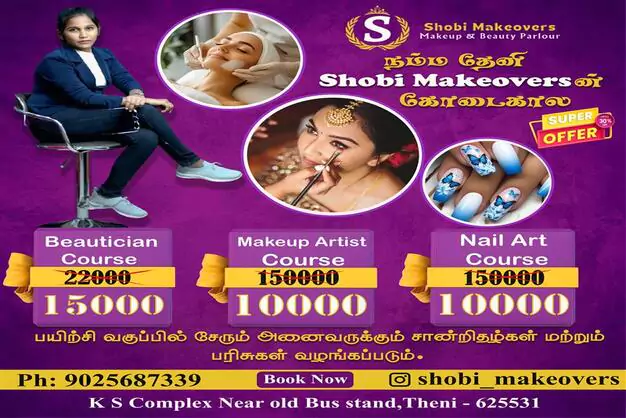 S
Shobi Makeovers
Makeup & Beauty Parlour
நம்ம தேனி
Shobi Makeoversன்
கோடைகால
SUPER
30%
OFFER
Beautician
Course
22000
15000
Makeup Artist
Course
150000
10000
Nail Art
Course
150000
10000
பயிற்சி வகுப்பில் சேரும் அனைவருக்கும் சான்றிதழ்கள் மற்றும்
பரிசுகள் வழங்கப்படும்.
Ph: 9025687339
Book Now
shobi_makeovers
K S Complex Near old Bus stand,Theni - 625531